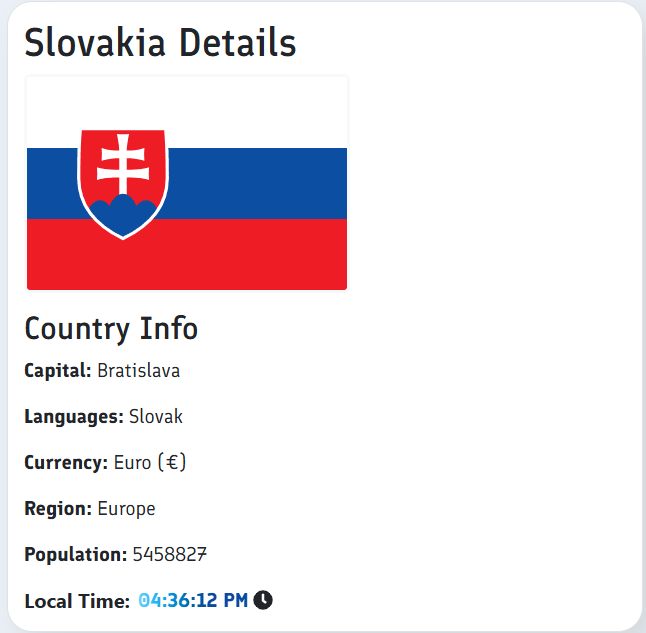 Slovakia Details
Country Info
Capital: Bratislava
Languages: Slovak
Currency: Euro (€)
Region: Europe
Population: 5458827
Local Time: 04:36:12 PM